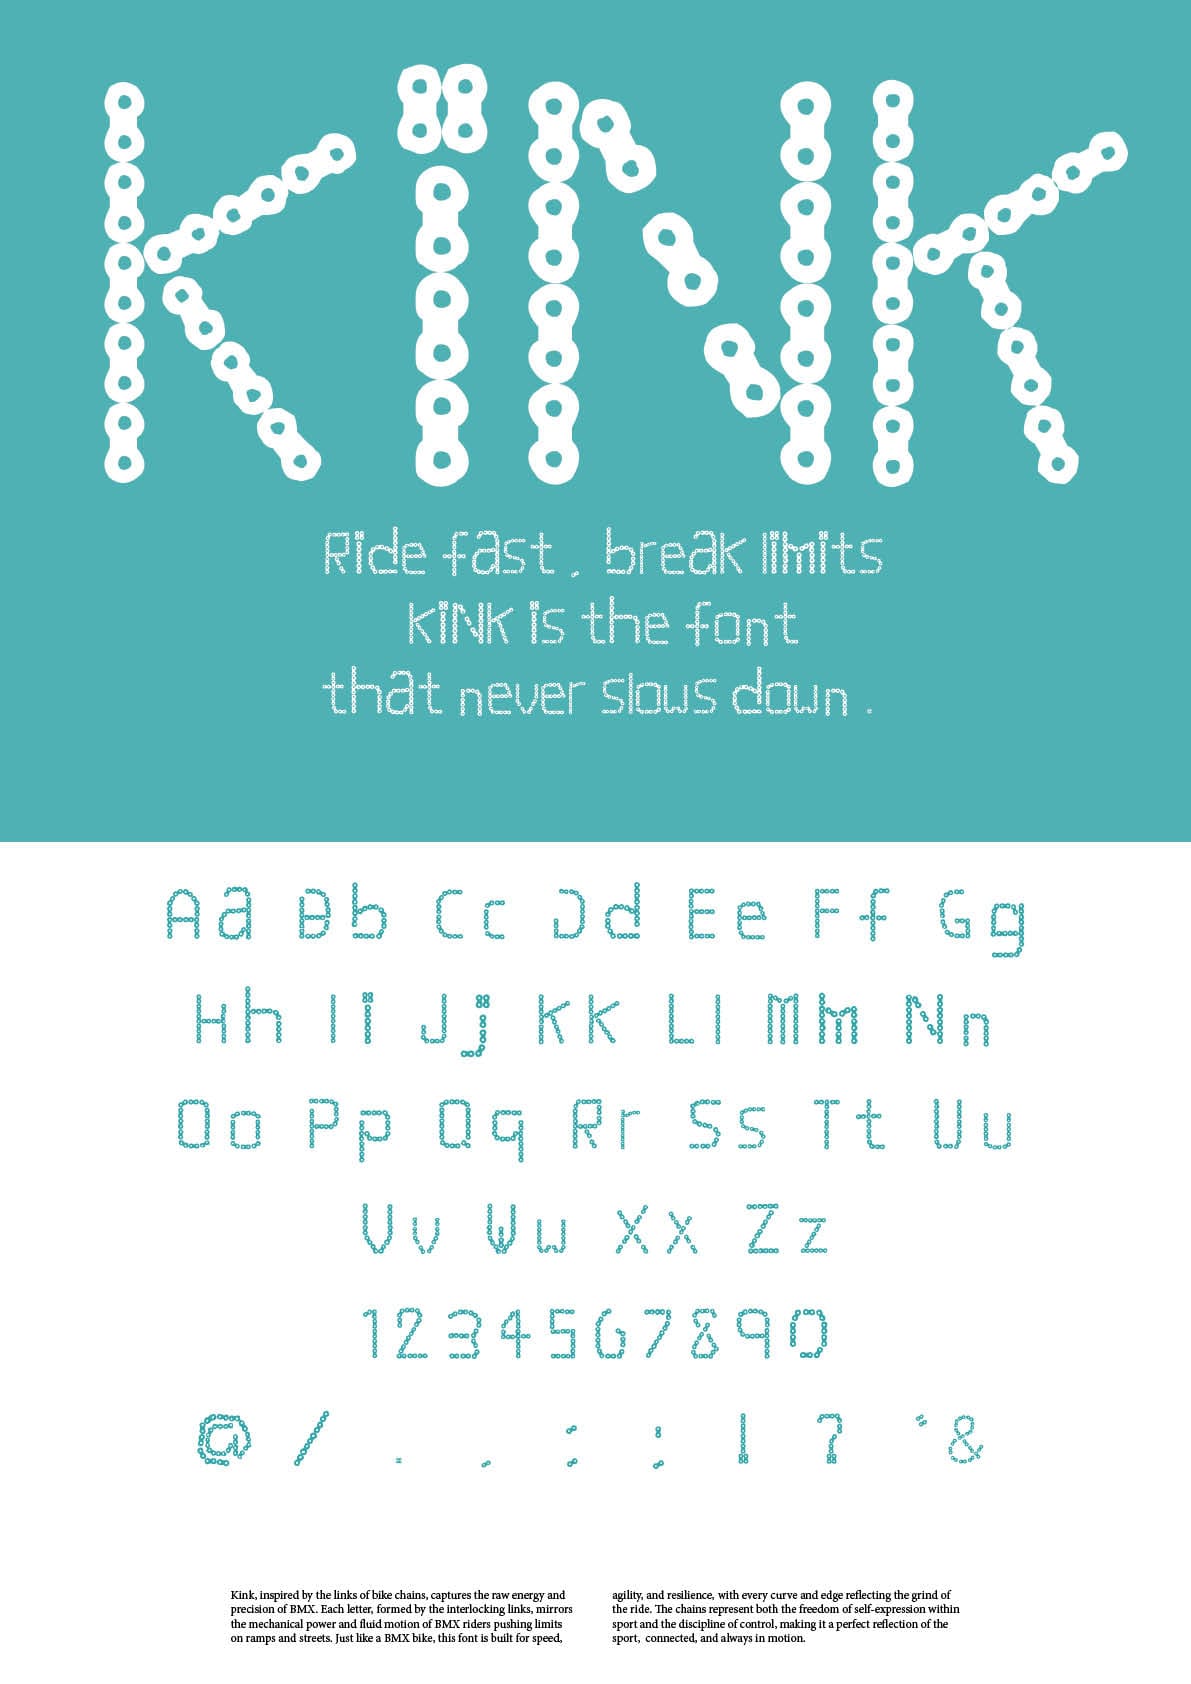 KiNK
Ride fast , break limits
KiNK is the font
that never slows down .
Aa Bb Cc Dd Ee Ff Gg
Hh Ii Jj Kk Ll Mm Nn
Oo Pp Qq Rr Ss Tt Uu
Vv Ww Xx Zz
1234567890
@ / . , : ; ! ? " &
Kink, inspired by the links of bike chains, captures the raw energy and
precision of BMX. Each letter, formed by the interlocking links, mirrors
the mechanical power and fluid motion of BMX riders pushing limits
on ramps and streets. Just like a BMX bike, this font is built for speed,
agility, and resilience, with every curve and edge reflecting the grind of
the ride. The chains represent both the freedom of self-expression within
sport and the discipline of control, making it a perfect reflection of the
sport, connected, and always in motion.